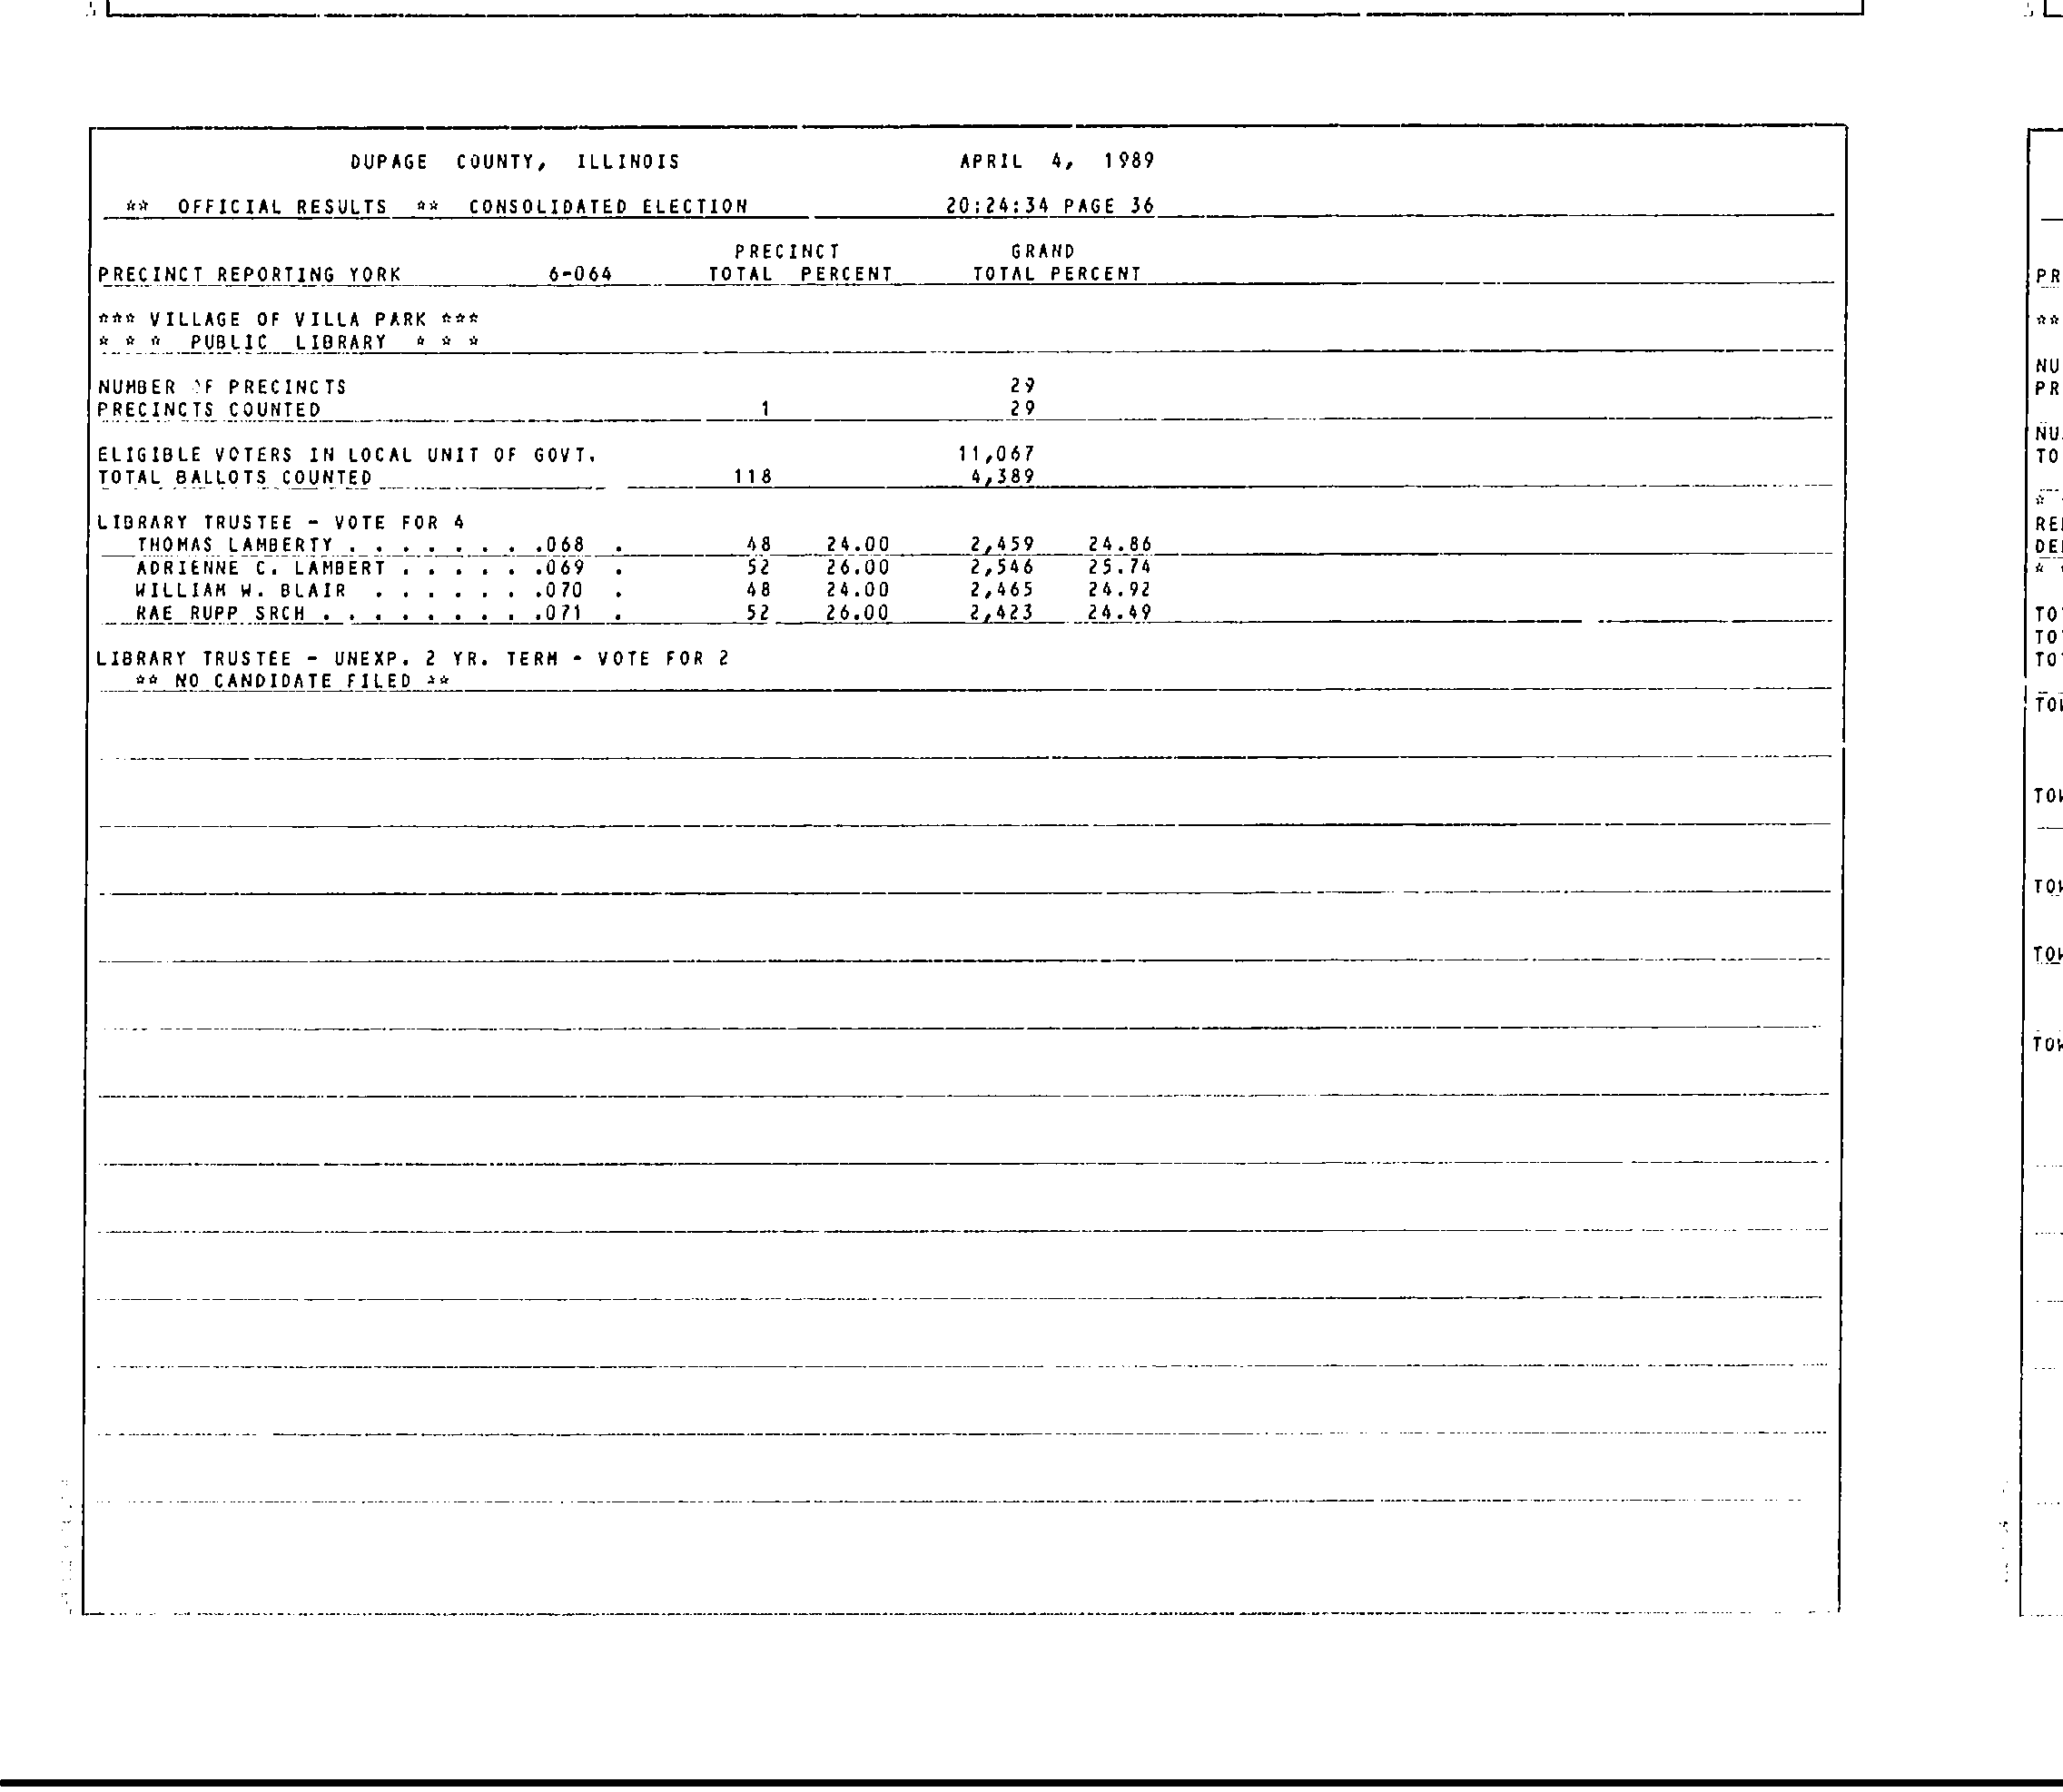 DUPAGE COUNTY, ILLINOIS APRIL 4, 1989
** OFFICIAL RESULTS ** CONSOLIDATED ELECTION 20:24:34 PAGE 36
PRECINCT GRAND
PRECINCT REPORTING YORK 6-064 TOTAL PERCENT TOTAL PERCENT
*** VILLAGE OF VILLA PARK ***
* * * PUBLIC LIBRARY * * *
NUMBER OF PRECINCTS 29
PRECINCTS COUNTED 1 29
ELIGIBLE VOTERS IN LOCAL UNIT OF GOVT. 11,067
TOTAL BALLOTS COUNTED 118 4,389
LIBRARY TRUSTEE - VOTE FOR 4
THOMAS LAMBERTY . . . . . . . .068 . 48 24.00 2,459 24.86
ADRIENNE C. LAMBERT . . . . . .069 . 52 26.00 2,546 25.74
WILLIAM W. BLAIR . . . . . . .070 . 48 24.00 2,465 24.92
RAE RUPP SRCH . . . . . . . . .071 . 52 26.00 2,423 24.49
LIBRARY TRUSTEE - UNEXP. 2 YR. TERM - VOTE FOR 2
** NO CANDIDATE FILED **
PR
**
NU
PR
NU
TO
*
RE
DE
*
TO
TO
TO
TOW
TOW
TOW
TOW
TOW